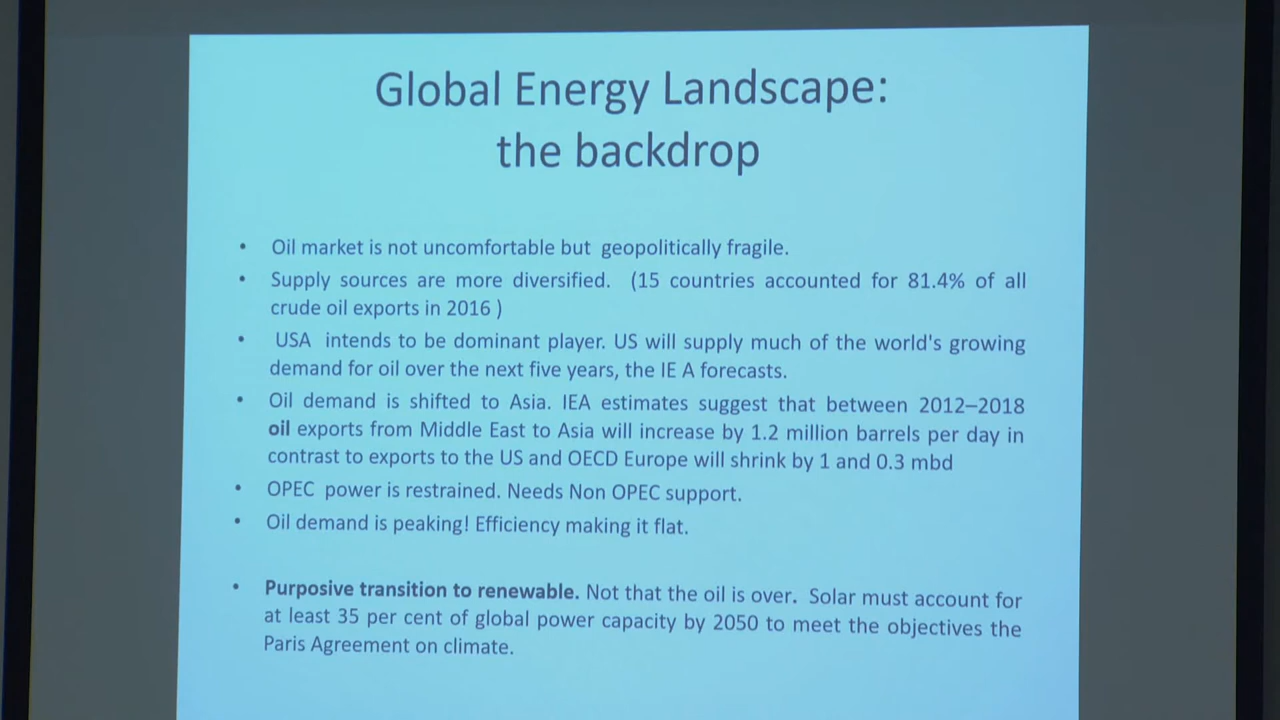 Global Energy Landscape:
the backdrop
• Oil market is not uncomfortable but geopolitically fragile.
• Supply sources are more diversified. (15 countries accounted for 81.4% of all
crude oil exports in 2016 )
• USA intends to be dominant player. US will supply much of the world's growing
demand for oil over the next five years, the IE A forecasts.
• Oil demand is shifted to Asia. IEA estimates suggest that between 2012–2018
oil exports from Middle East to Asia will increase by 1.2 million barrels per day in
contrast to exports to the US and OECD Europe will shrink by 1 and 0.3 mbd
• OPEC power is restrained. Needs Non OPEC support.
• Oil demand is peaking! Efficiency making it flat.
• Purposive transition to renewable. Not that the oil is over. Solar must account for
at least 35 per cent of global power capacity by 2050 to meet the objectives the
Paris Agreement on climate.